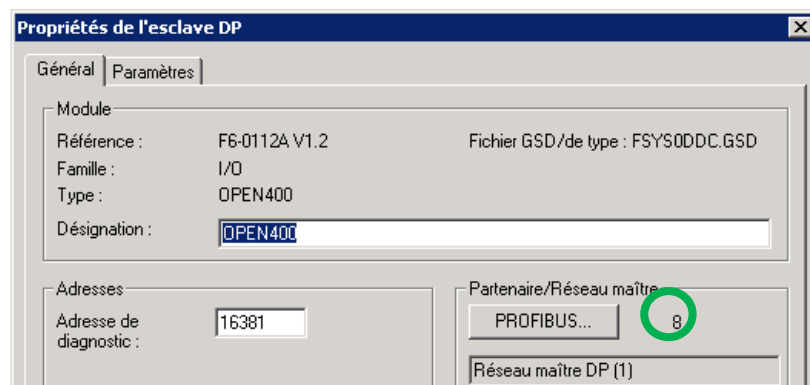 Propriétés de l'esclave DP
Général Paramètres
Module
Référence : F6-0112A V1.2 Fichier GSD/de type : FSYS0DDC.GSD
Famille : I/O
Type : OPEN400
Désignation : OPEN400
Adresses
Adresse de diagnostic : 16381
Partenaire/Réseau maître
PROFIBUS... 8
Réseau maître DP (1)